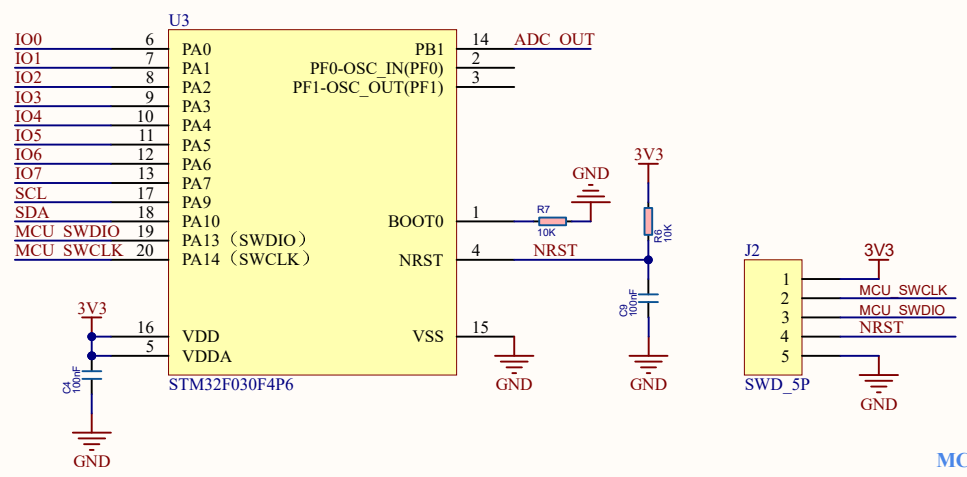 U3
IO0 6 PA0 PB1 14 ADC_OUT
IO1 7 PA1 PF0-OSC_IN(PF0) 2
IO2 8 PA2 PF1-OSC_OUT(PF1) 3
IO3 9 PA3
IO4 10 PA4
IO5 11 PA5
IO6 12 PA6
IO7 13 PA7
SCL 17 PA9
SDA 18 PA10 BOOT0 1
MCU_SWDIO 19 PA13（SWDIO）
MCU_SWCLK 20 PA14（SWCLK） NRST 4 NRST
R7
10K
GND
3V3
R6
10K
C9
100nF
GND
3V3
16 VDD VSS 15
5 VDDA
GND
C4
100nF
GND
STM32F030F4P6
J2
1 3V3
2 MCU_SWCLK
3 MCU_SWDIO
4 NRST
5
SWD_5P
GND
MC